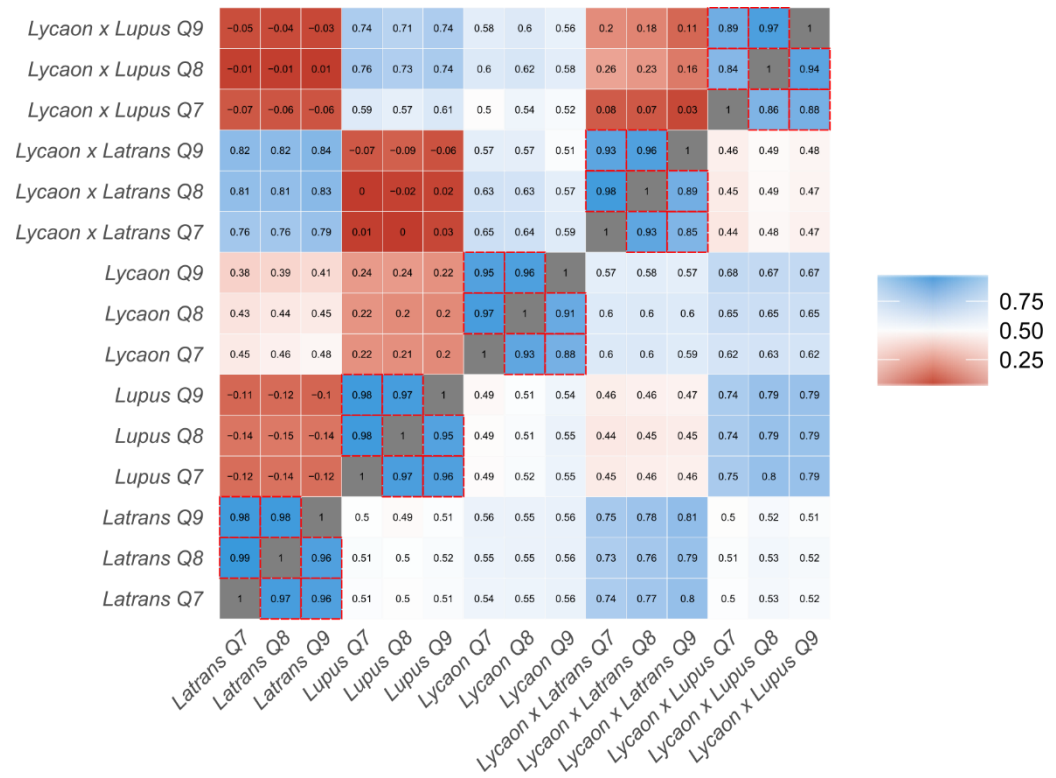 Lycaon x Lupus Q9 −0.05 −0.04 −0.03 0.74 0.71 0.74 0.58 0.6 0.56 0.2 0.18 0.11 0.89 0.97 1
Lycaon x Lupus Q8 −0.01 −0.01 0.01 0.76 0.73 0.74 0.6 0.62 0.58 0.26 0.23 0.16 0.84 1 0.94
Lycaon x Lupus Q7 −0.07 −0.06 −0.06 0.59 0.57 0.61 0.5 0.54 0.52 0.08 0.07 0.03 1 0.86 0.88
Lycaon x Latrans Q9 0.82 0.82 0.84 −0.07 −0.09 −0.06 0.57 0.57 0.51 0.93 0.96 1 0.46 0.49 0.48
Lycaon x Latrans Q8 0.81 0.81 0.83 0 −0.02 0.02 0.63 0.63 0.57 0.98 1 0.89 0.45 0.49 0.47
Lycaon x Latrans Q7 0.76 0.76 0.79 0.01 0 0.03 0.65 0.64 0.59 1 0.93 0.85 0.44 0.48 0.47
Lycaon Q9 0.38 0.39 0.41 0.24 0.24 0.22 0.95 0.96 1 0.57 0.58 0.57 0.68 0.67 0.67
Lycaon Q8 0.43 0.44 0.45 0.22 0.2 0.2 0.97 1 0.91 0.6 0.6 0.6 0.65 0.65 0.65
Lycaon Q7 0.45 0.46 0.48 0.22 0.21 0.2 1 0.93 0.88 0.6 0.6 0.59 0.62 0.63 0.62
Lupus Q9 −0.11 −0.12 −0.1 0.98 0.97 1 0.49 0.51 0.54 0.46 0.46 0.47 0.74 0.79 0.79
Lupus Q8 −0.14 −0.15 −0.14 0.98 1 0.95 0.49 0.51 0.55 0.44 0.45 0.45 0.74 0.79 0.79
Lupus Q7 −0.12 −0.14 −0.12 1 0.97 0.96 0.49 0.52 0.55 0.45 0.46 0.46 0.75 0.8 0.79
Latrans Q9 0.98 0.98 1 0.5 0.49 0.51 0.56 0.55 0.56 0.75 0.78 0.81 0.5 0.52 0.51
Latrans Q8 0.99 1 0.96 0.51 0.5 0.52 0.55 0.55 0.56 0.73 0.76 0.79 0.51 0.53 0.52
Latrans Q7 1 0.97 0.96 0.51 0.5 0.51 0.54 0.55 0.56 0.74 0.77 0.8 0.5 0.53 0.52
Latrans Q7
Latrans Q8
Latrans Q9
Lupus Q7
Lupus Q8
Lupus Q9
Lycaon Q7
Lycaon Q8
Lycaon Q9
Lycaon x Latrans Q7
Lycaon x Latrans Q8
Lycaon x Latrans Q9
Lycaon x Lupus Q7
Lycaon x Lupus Q8
Lycaon x Lupus Q9
0.75
0.50
0.25